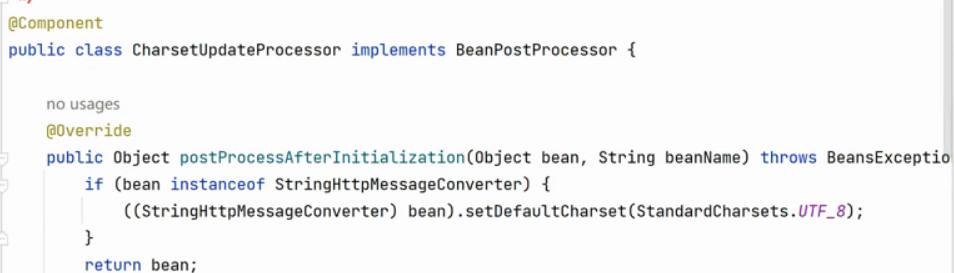 @Component
public class CharsetUpdateProcessor implements BeanPostProcessor {
no usages
@Override
public Object postProcessAfterInitialization(Object bean, String beanName) throws BeansExceptio
if (bean instanceof StringHttpMessageConverter) {
((StringHttpMessageConverter) bean).setDefaultCharset(StandardCharsets.UTF_8);
}
return bean;